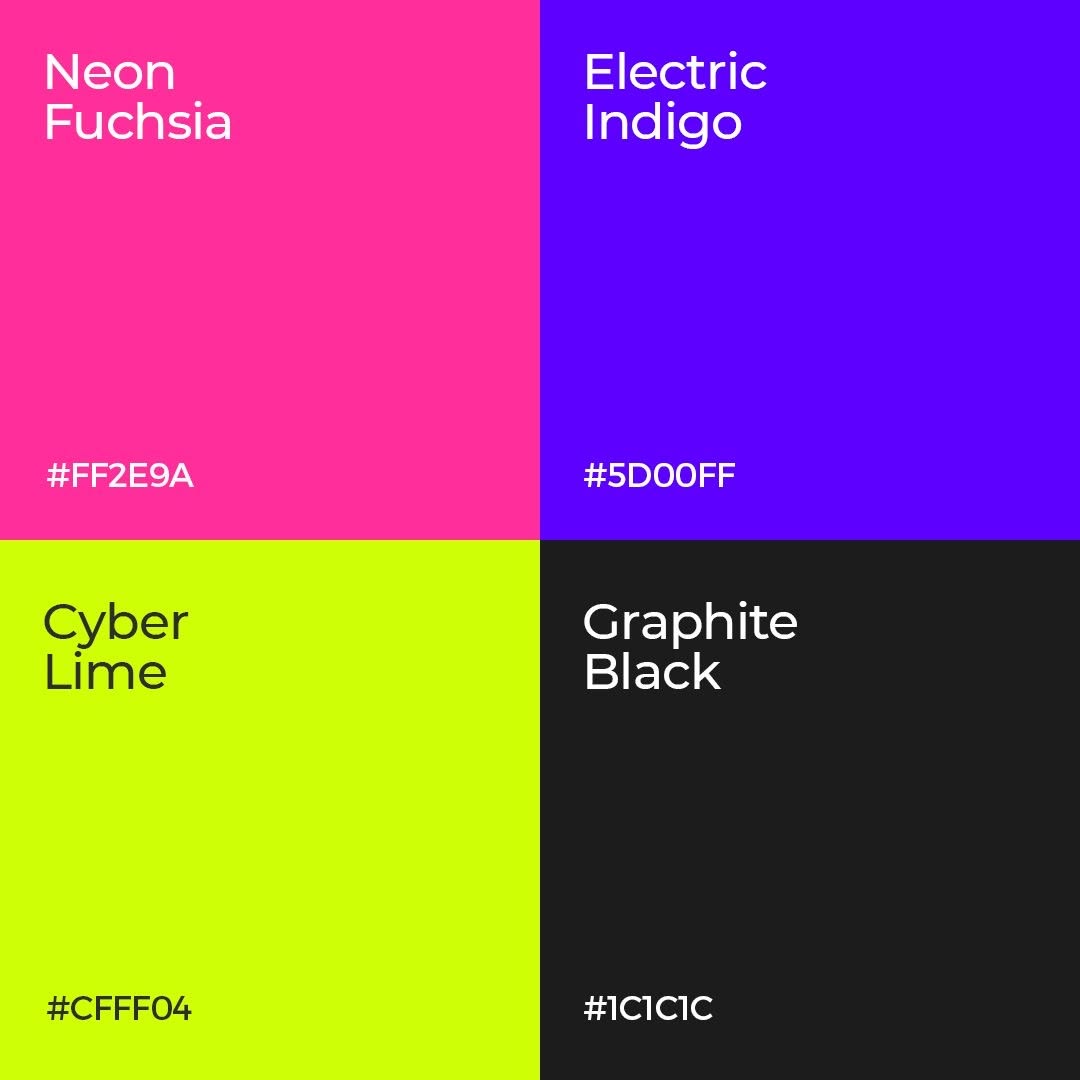 Neon
Fuchsia
#FF2E9A
Electric
Indigo
#5D00FF
Cyber
Lime
#CFFF04
Graphite
Black
#1C1C1C